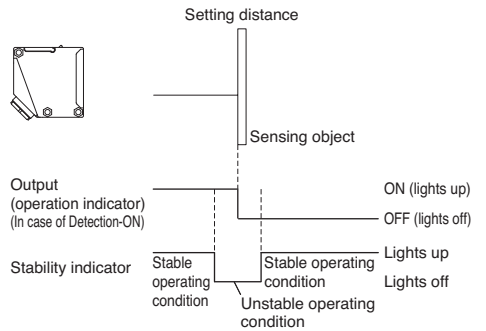 Setting distance
Sensing object
Output
(operation indicator)
(In case of Detection-ON)
ON (lights up)
OFF (lights off)
Stability indicator
Stable
operating
condition
Stable operating
condition
Unstable operating
condition
Lights up
Lights off